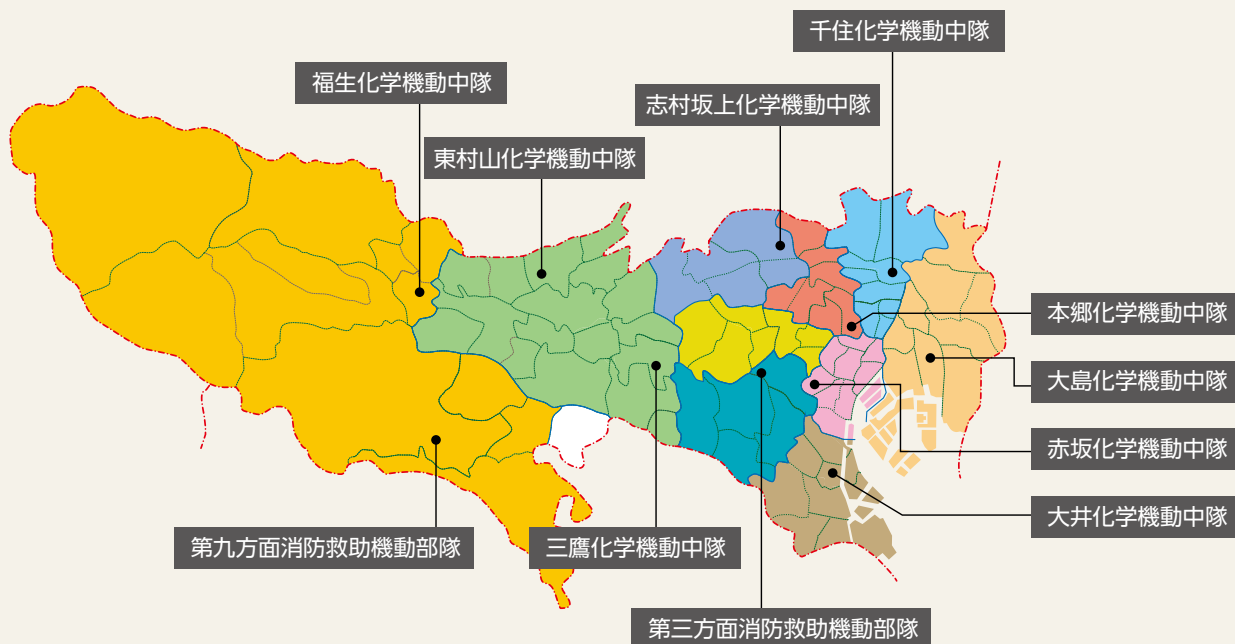 千住化学機動中隊
福生化学機動中隊
志村坂上化学機動中隊
東村山化学機動中隊
本郷化学機動中隊
大島化学機動中隊
赤坂化学機動中隊
大井化学機動中隊
第九方面消防救助機動部隊
三鷹化学機動中隊
第三方面消防救助機動部隊